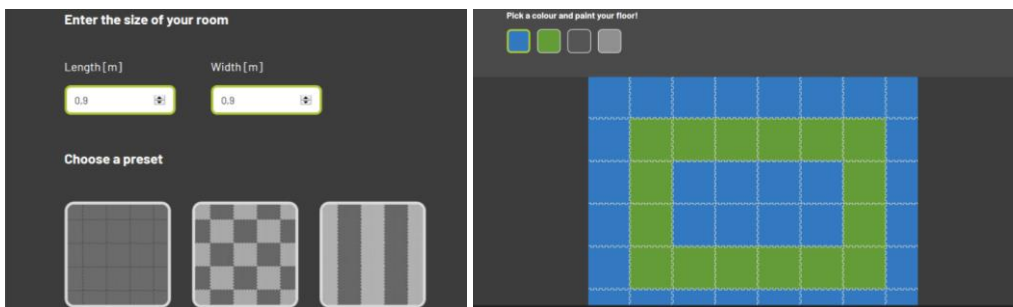 Enter the size of your room
Length[m]
Width[m]
0.9
0.9
Choose a preset
Pick a colour and paint your floor!